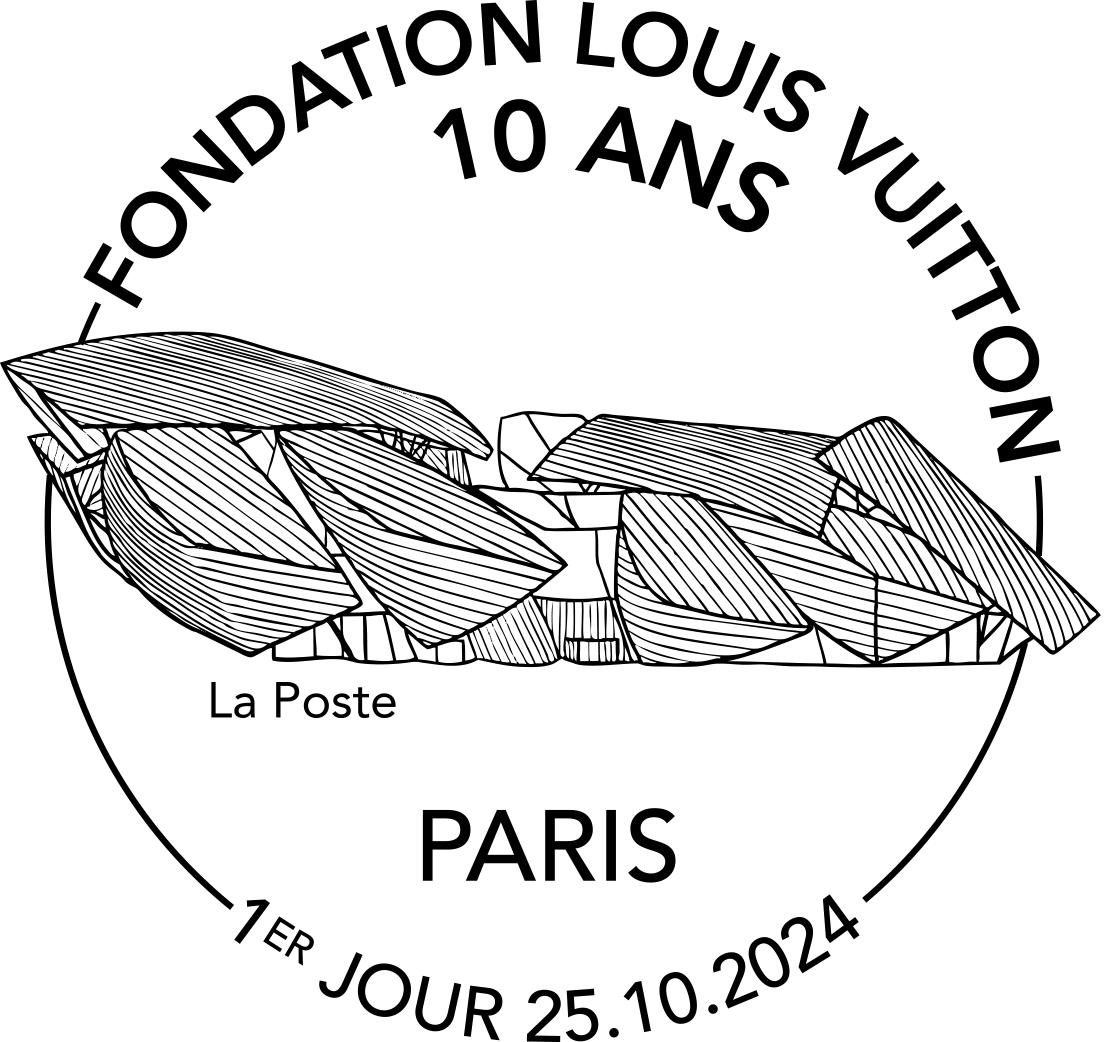 FONDATION LOUIS VUITTON
10 ANS
La Poste
PARIS
1ER JOUR 25.10.2024